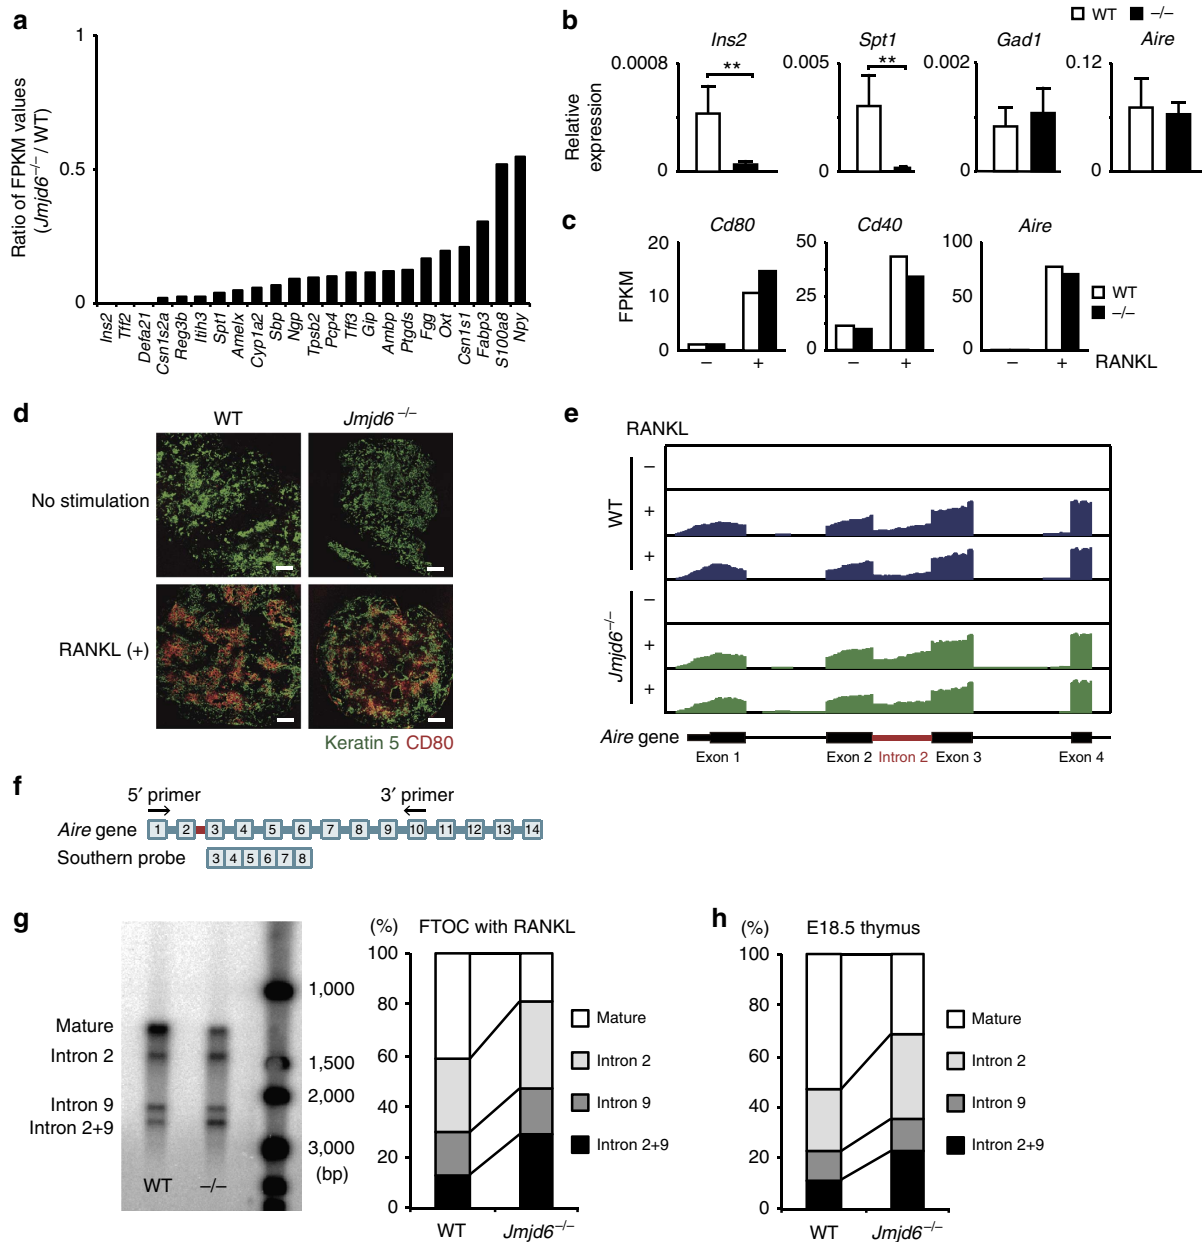 a
1
0.5
0
Ratio of FPKM values
(Jmjd6–/– / WT)
Ins2
Tff2
Defa21
Csn1s2a
Reg3b
Itih3
Spt1
Amelx
Cyp1a2
Sbp
Ngp
Tpsb2
Pcp4
Tff3
Gip
Ambp
Ptgds
Fgg
Oxt
Csn1s1
Fabp3
S100a8
Npy
b
WT –/–
Ins2 Spt1 Gad1 Aire
Relative
expression
0.0008
0
**
0.005
0
**
0.002
0
0.12
0
c
Cd80 Cd40 Aire
FPKM
20
10
0
50
25
0
100
50
0
WT
–/–
– + – + – + RANKL
d
WT Jmjd6 –/–
No stimulation
RANKL (+)
Keratin 5 CD80
e
RANKL
WT
–
+
+
Jmjd6–/–
–
+
+
Aire gene
Exon 1 Exon 2 Intron 2 Exon 3 Exon 4
f
5′ primer 3′ primer
Aire gene 1 2 3 4 5 6 7 8 9 10 11 12 13 14
Southern probe 3 4 5 6 7 8
g
Mature
Intron 2
Intron 9
Intron 2+9
WT –/–
1,000
1,500
2,000
3,000
(bp)
(%) FTOC with RANKL
100
80
60
40
20
0
WT Jmjd6–/–
Mature
Intron 2
Intron 9
Intron 2+9
h
(%) E18.5 thymus
100
80
60
40
20
0
WT Jmjd6–/–
Mature
Intron 2
Intron 9
Intron 2+9